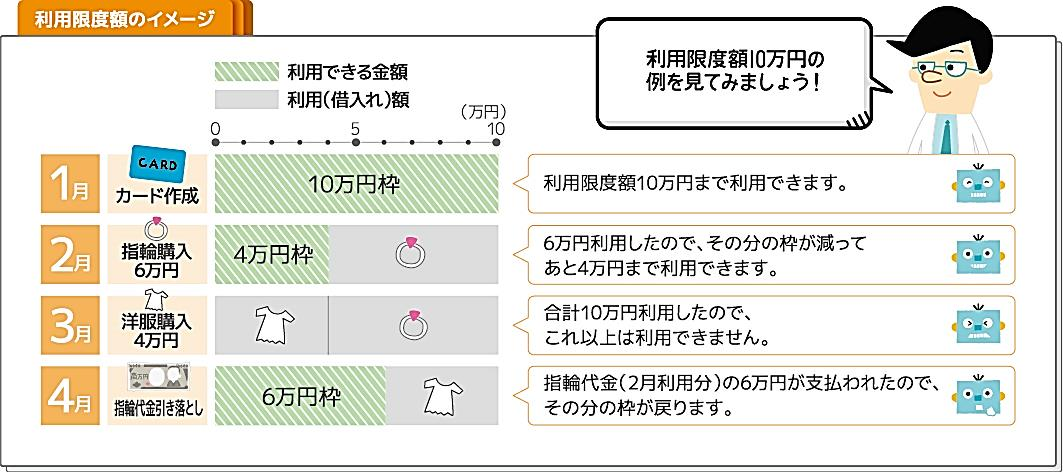 利用限度額のイメージ
利用限度額10万円の
例を見てみましょう！
利用できる金額
利用（借入れ）額
（万円）
0 5 10
1月
CARD
カード作成
10万円枠
利用限度額10万円まで利用できます。
2月
指輪購入
6万円
4万円枠
6万円利用したので、その分の枠が減って
あと4万円まで利用できます。
3月
洋服購入
4万円
合計10万円利用したので、
これ以上は利用できません。
4月
指輪代金引き落とし
6万円枠
指輪代金（2月利用分）の6万円が支払われたので、
その分の枠が戻ります。